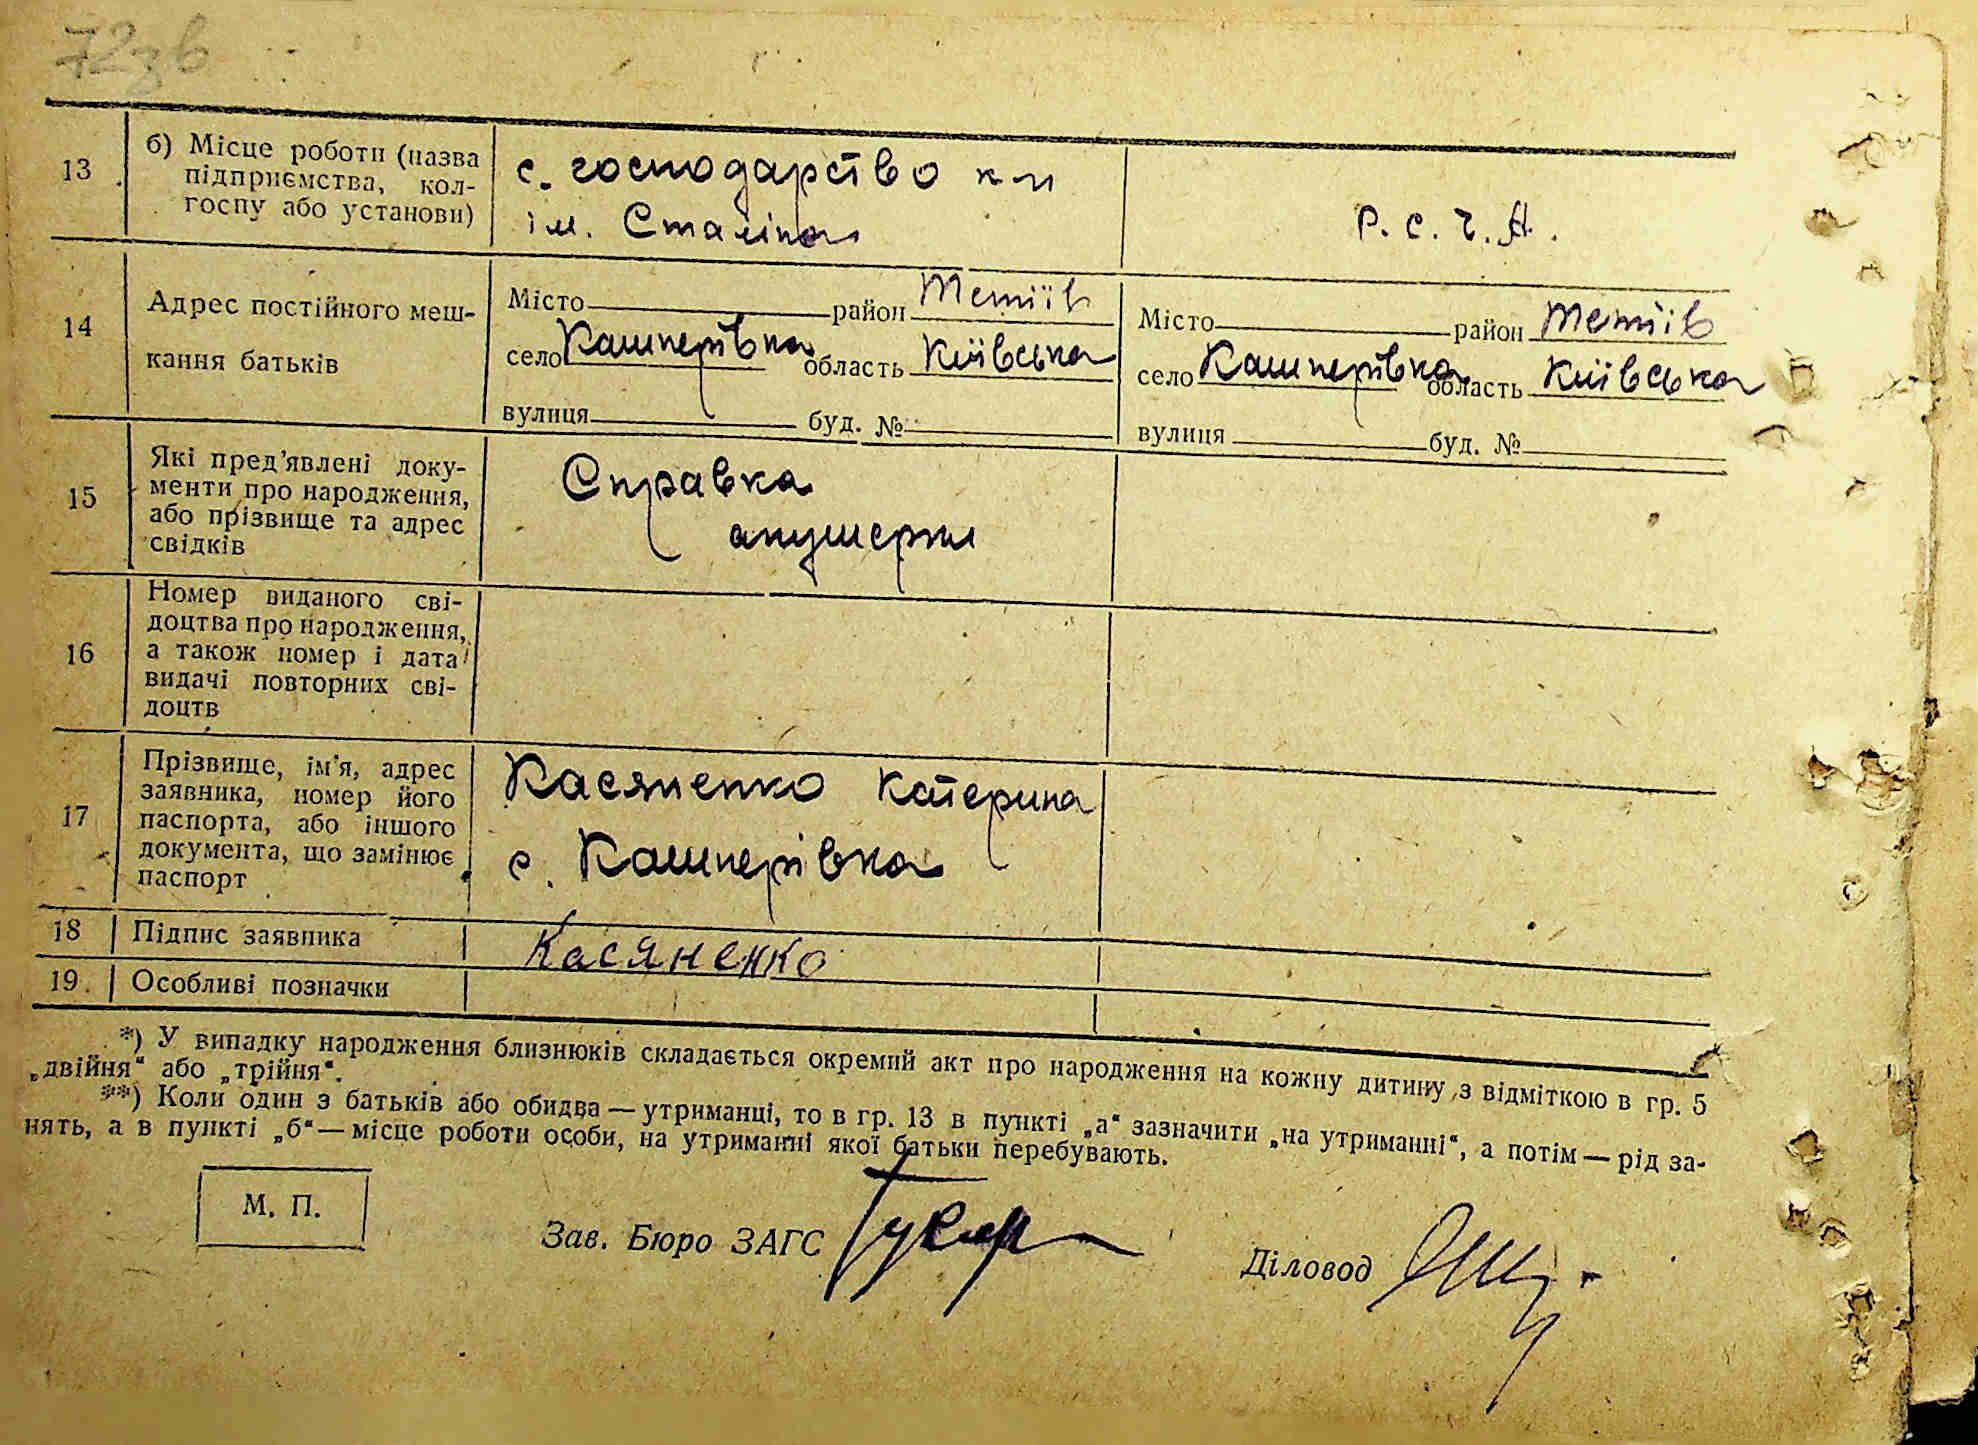 72зв
13
б) Місце роботи (назва
підприємства, кол-
госпу або установи)
с. господарство к-п
ім. Сталіна
Р. С. Ч. А.
14
Адрес постійного меш-
кання батьків
Місто район Тетіїв
село Кашперівка область Київська
вулиця буд. №
Місто район Тетіїв
село Кашперівка область Київська
вулиця буд. №
15
Які пред'явлені доку-
менти про народження,
або прізвище та адрес
свідків
Справка
акушерки
16
Номер виданого сві-
доцтва про народження,
а також номер і дата
видачі повторних сві-
доцтв
17
Прізвище, ім'я, адрес
заявника, номер його
паспорта, або іншого
документа, що замінює
паспорт
Касяненко Катерина
с. Кашперівка
18
Підпис заявника
Касяненко
19.
Особливі позначки
*) У випадку народження близнюків складається окремий акт про народження на кожну дитину з відміткою в гр. 5
„двійня“ або „трійня“.
**) Коли один з батьків або обидва — утриманці, то в гр. 13 в пункті „а“ зазначити „на утриманні“, а потім — рід за-
нять, а в пункті „б“ — місце роботи особи, на утриманні якої батьки перебувають.
М. П.
Зав. Бюро ЗАГС
Діловод